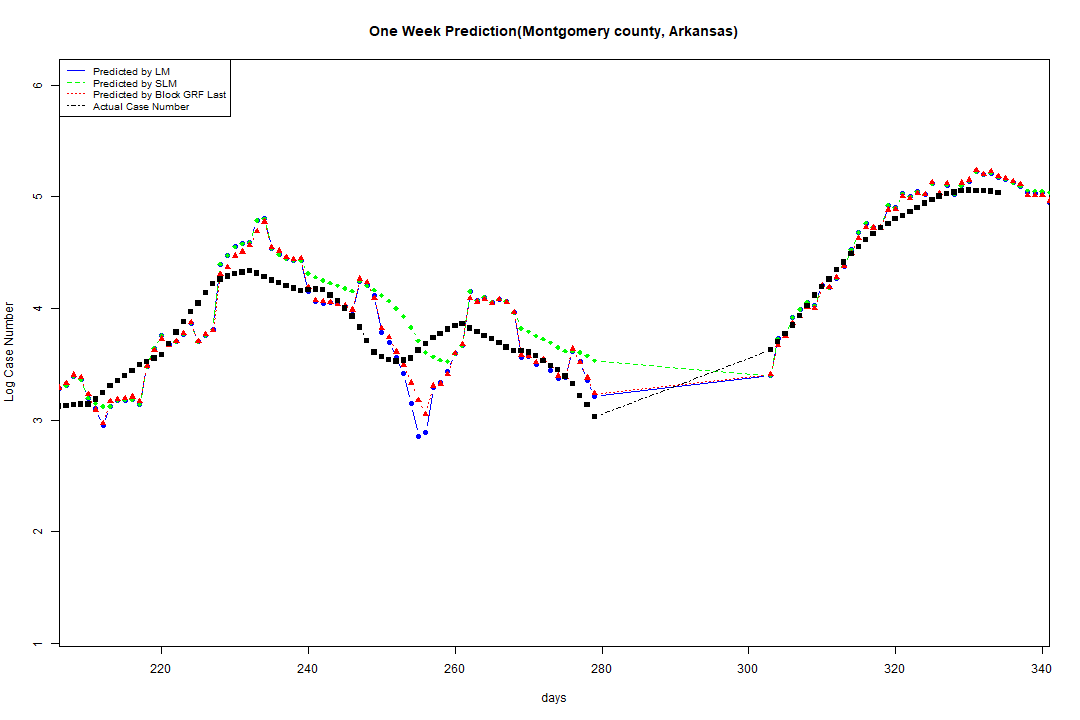 One Week Prediction(Montgomery county, Arkansas)
Predicted by LM
Predicted by SLM
Predicted by Block GRF Last
Actual Case Number
Log Case Number
6
5
4
3
2
1
220 240 260 280 300 320 340
days